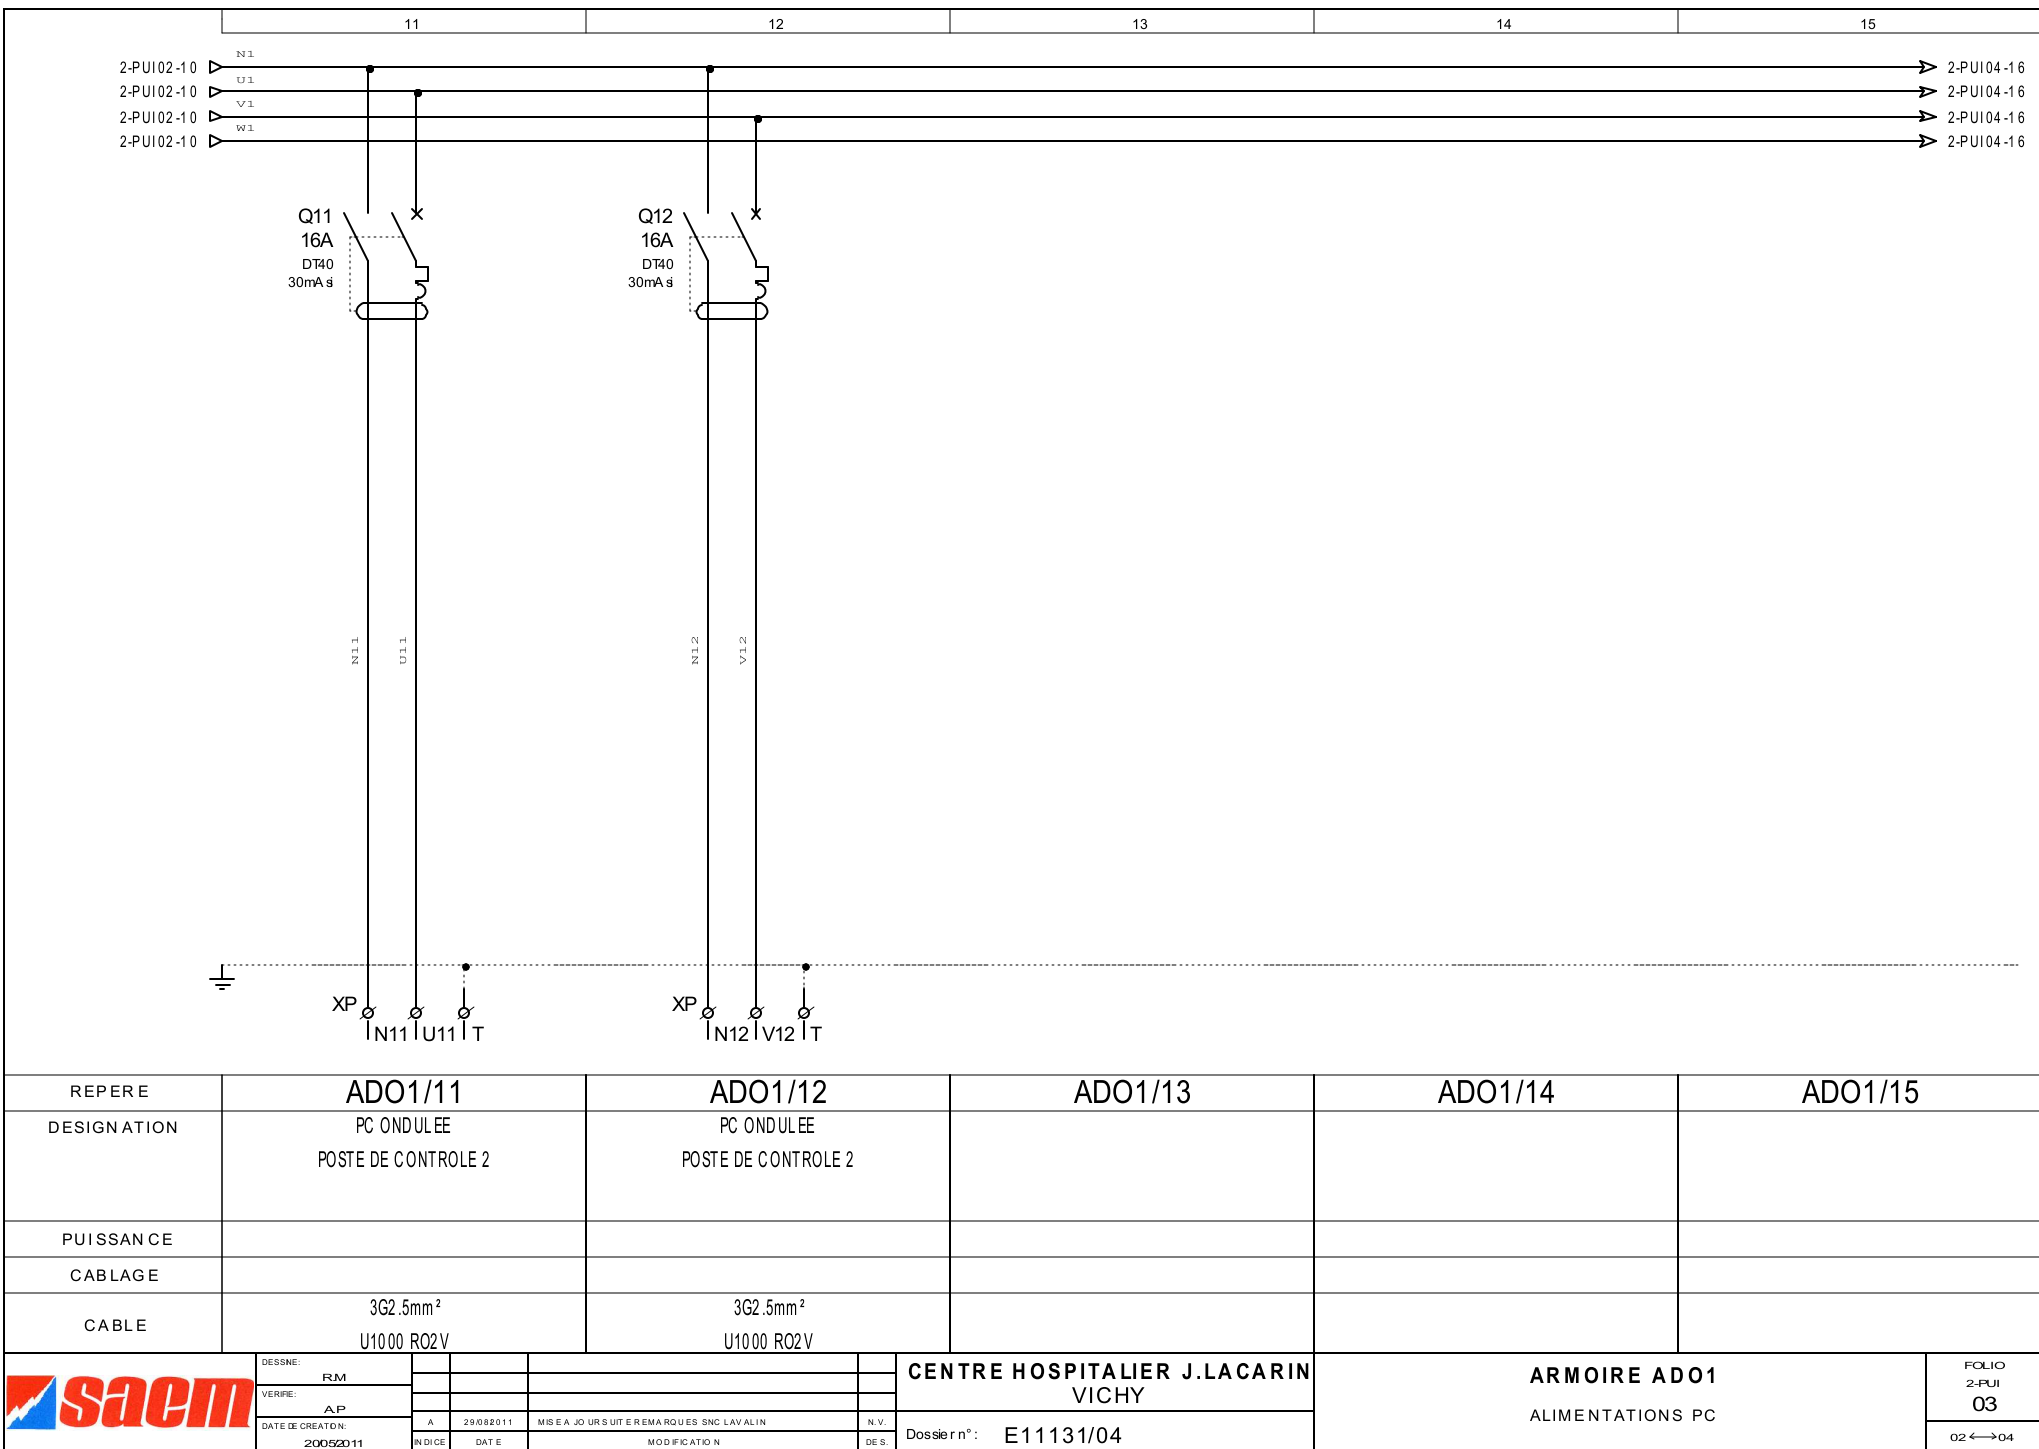 11 12 13 14 15
N1
2-PUI02-10 2-PUI04-16
U1
2-PUI02-10 2-PUI04-16
V1
2-PUI02-10 2-PUI04-16
W1
2-PUI02-10 2-PUI04-16
Q11 Q12
16A 16A
DT40 DT40
30mA si 30mA si
N11 U11 N12 V12
XP XP
N11 U11 T N12 V12 T
REPERE ADO1/11 ADO1/12 ADO1/13 ADO1/14 ADO1/15
DESIGNATION PC ONDULEE PC ONDULEE
POSTE DE CONTROLE 2 POSTE DE CONTROLE 2
PUISSANCE
CABLAGE
CABLE
3G2.5mm² 3G2.5mm²
U1000 RO2V U1000 RO2V
saem
DESSINE:
R.M
VERIFIE:
A.P
DATE DE CREATION:
20/05/2011
A 29/08/2011 MISE A JOUR SUITE REMARQUES SNC LAVALIN N.V.
INDICE DATE MODIFICATION DES.
CENTRE HOSPITALIER J.LACARIN
VICHY
Dossier n°: E11131/04
ARMOIRE ADO1
ALIMENTATIONS PC
FOLIO
2-PUI
03
02 04